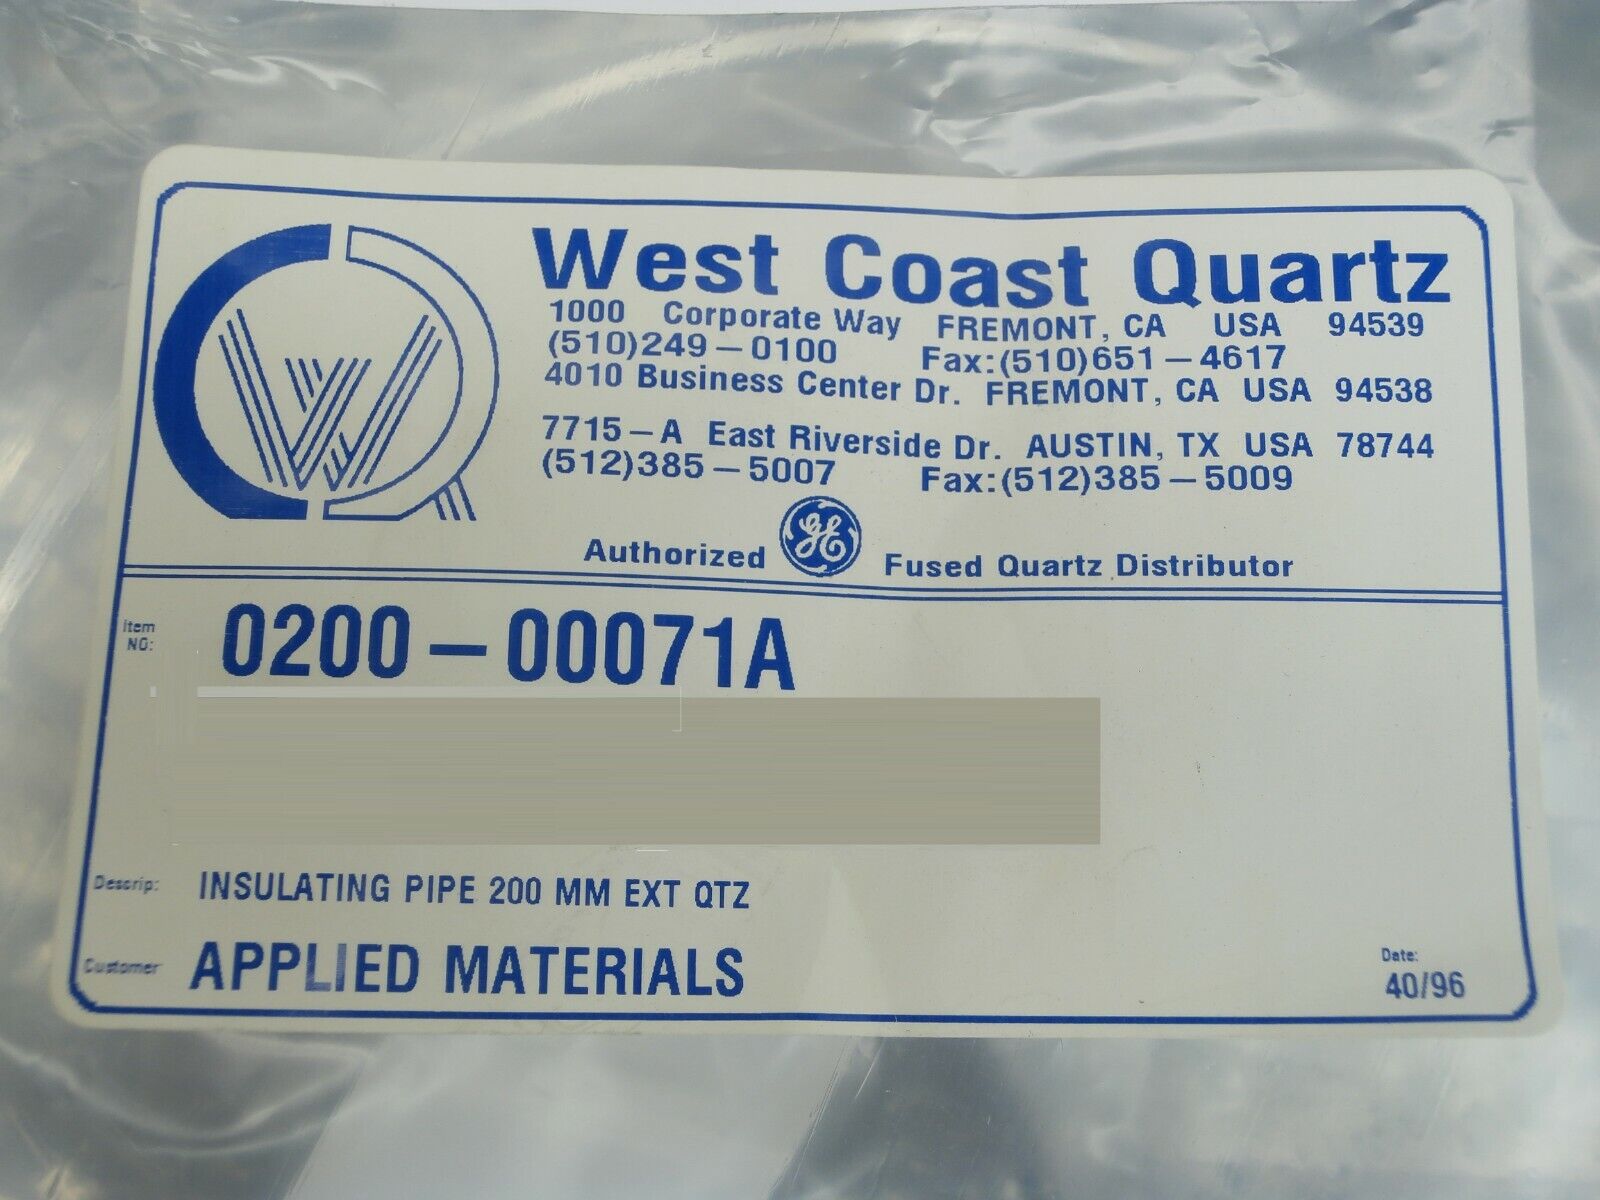 West Coast Quartz
1000 Corporate Way FREMONT, CA USA 94539
(510)249-0100 Fax:(510)651-4617
4010 Business Center Dr. FREMONT, CA USA 94538
7715-A East Riverside Dr. AUSTIN, TX USA 78744
(512)385-5007 Fax:(512)385-5009
Authorized GE Fused Quartz Distributor
Item NO: 0200-00071A
Descrip: INSULATING PIPE 200 MM EXT QTZ
Customer APPLIED MATERIALS
Date:
40/96